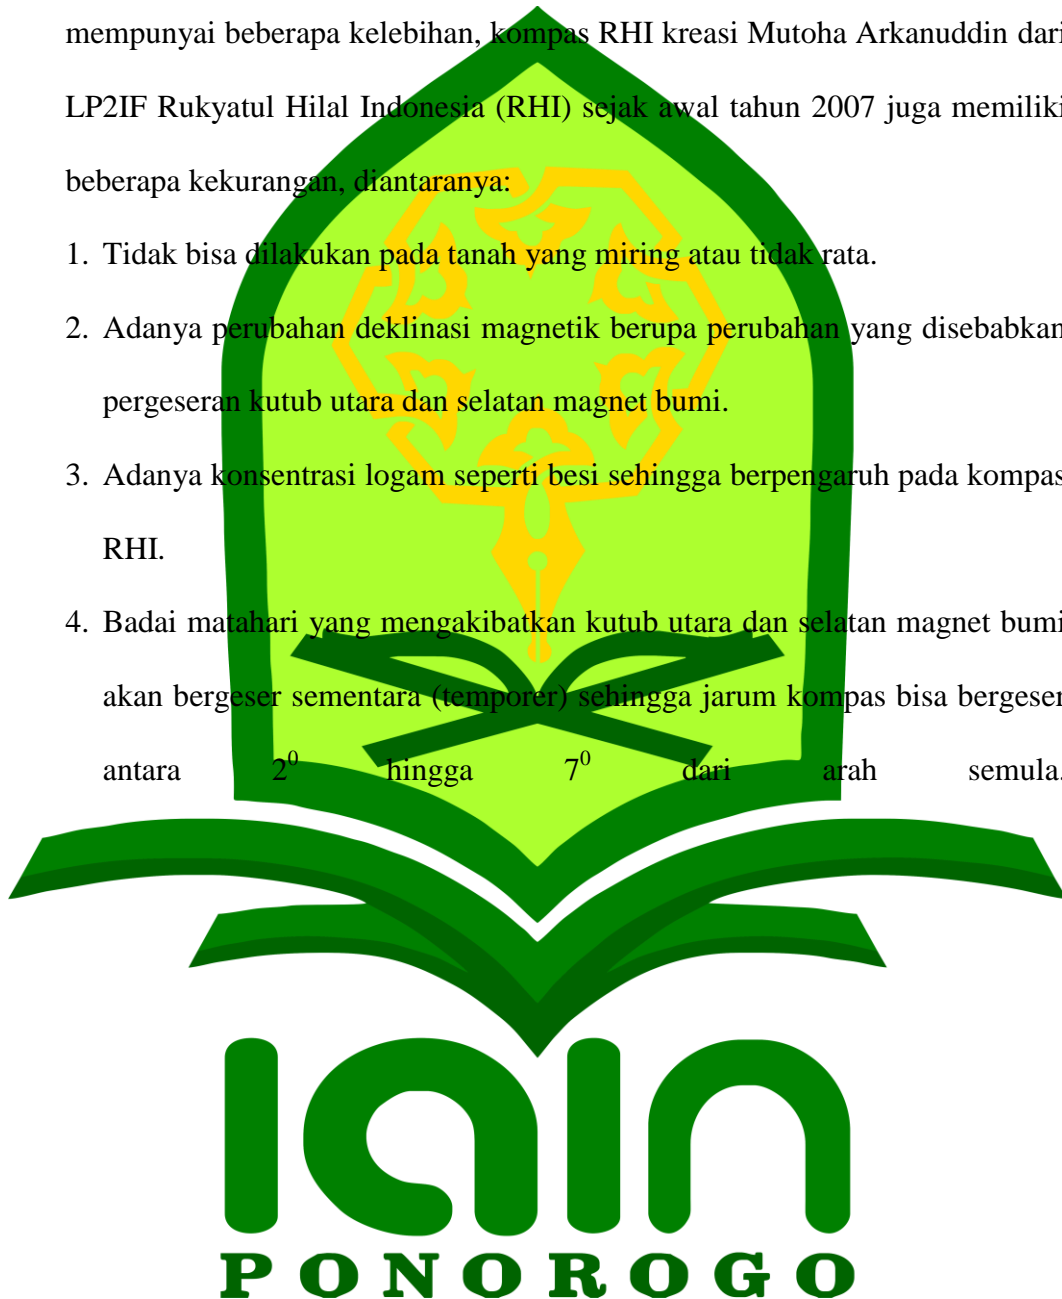 mempunyai beberapa kelebihan, kompas RHI kreasi Mutoha Arkanuddin dari
LP2IF Rukyatul Hilal Indonesia (RHI) sejak awal tahun 2007 juga memiliki
beberapa kekurangan, diantaranya:
1. Tidak bisa dilakukan pada tanah yang miring atau tidak rata.
2. Adanya perubahan deklinasi magnetik berupa perubahan yang disebabkan
pergeseran kutub utara dan selatan magnet bumi.
3. Adanya konsentrasi logam seperti besi sehingga berpengaruh pada kompas
RHI.
4. Badai matahari yang mengakibatkan kutub utara dan selatan magnet bumi
akan bergeser sementara (temporer) sehingga jarum kompas bisa bergeser
antara 2⁰ hingga 7⁰ dari arah semula.
iain
PONOROGO